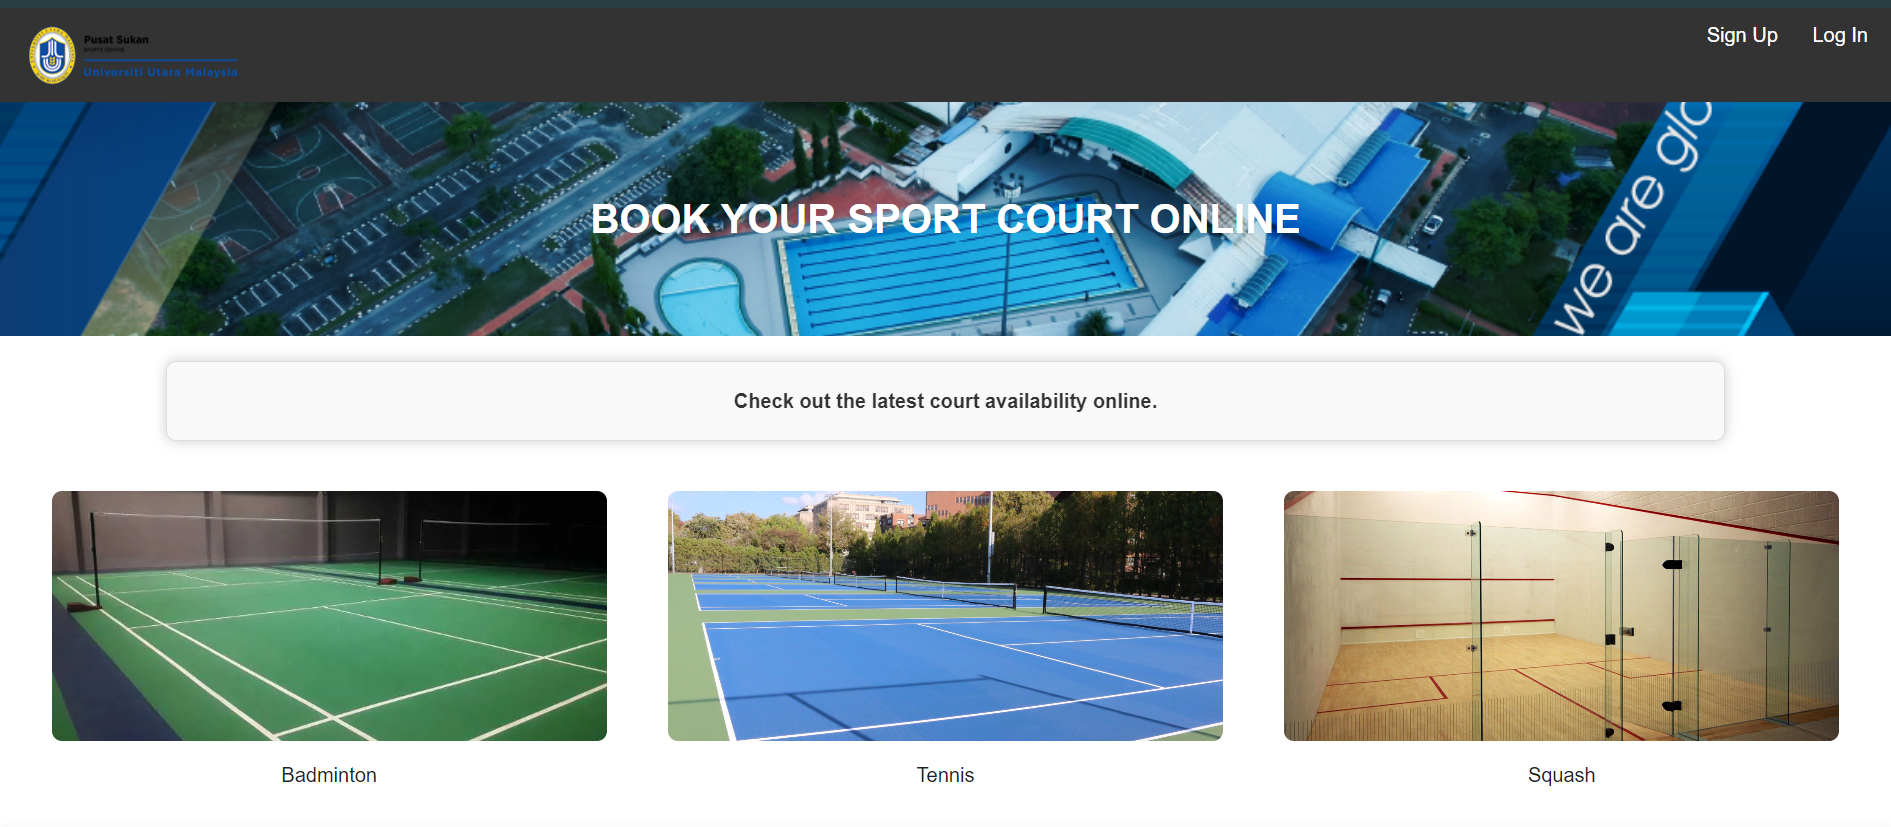 Pusat Sukan
SPORTS CENTRE
Universiti Utara Malaysia
Sign Up
Log In
we are glo
BOOK YOUR SPORT COURT ONLINE
Check out the latest court availability online.
Badminton
Tennis
Squash